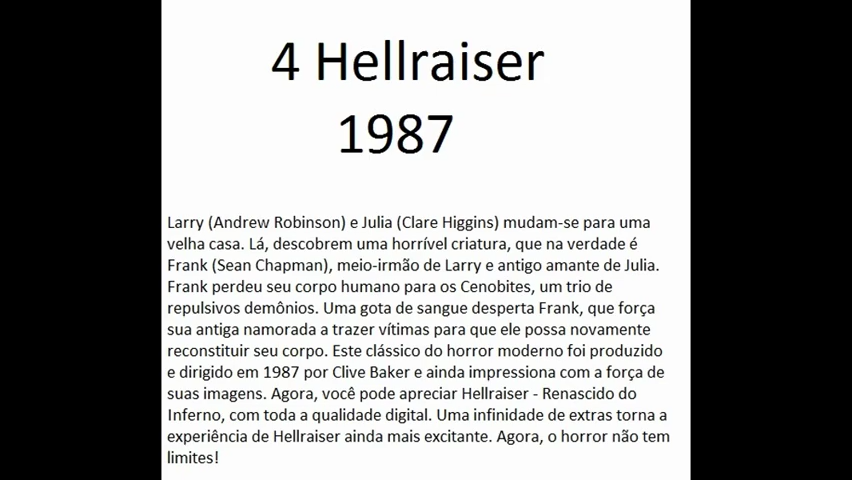 4 Hellraiser
1987
Larry (Andrew Robinson) e Julia (Clare Higgins) mudam-se para uma
velha casa. Lá, descobrem uma horrível criatura, que na verdade é
Frank (Sean Chapman), meio-irmão de Larry e antigo amante de Julia.
Frank perdeu seu corpo humano para os Cenobites, um trio de
repulsivos demônios. Uma gota de sangue desperta Frank, que força
sua antiga namorada a trazer vítimas para que ele possa novamente
reconstituir seu corpo. Este clássico do horror moderno foi produzido
e dirigido em 1987 por Clive Baker e ainda impressiona com a força de
suas imagens. Agora, você pode apreciar Hellraiser - Renascido do
Inferno, com toda a qualidade digital. Uma infinidade de extras torna a
experiência de Hellraiser ainda mais excitante. Agora, o horror não tem
limites!